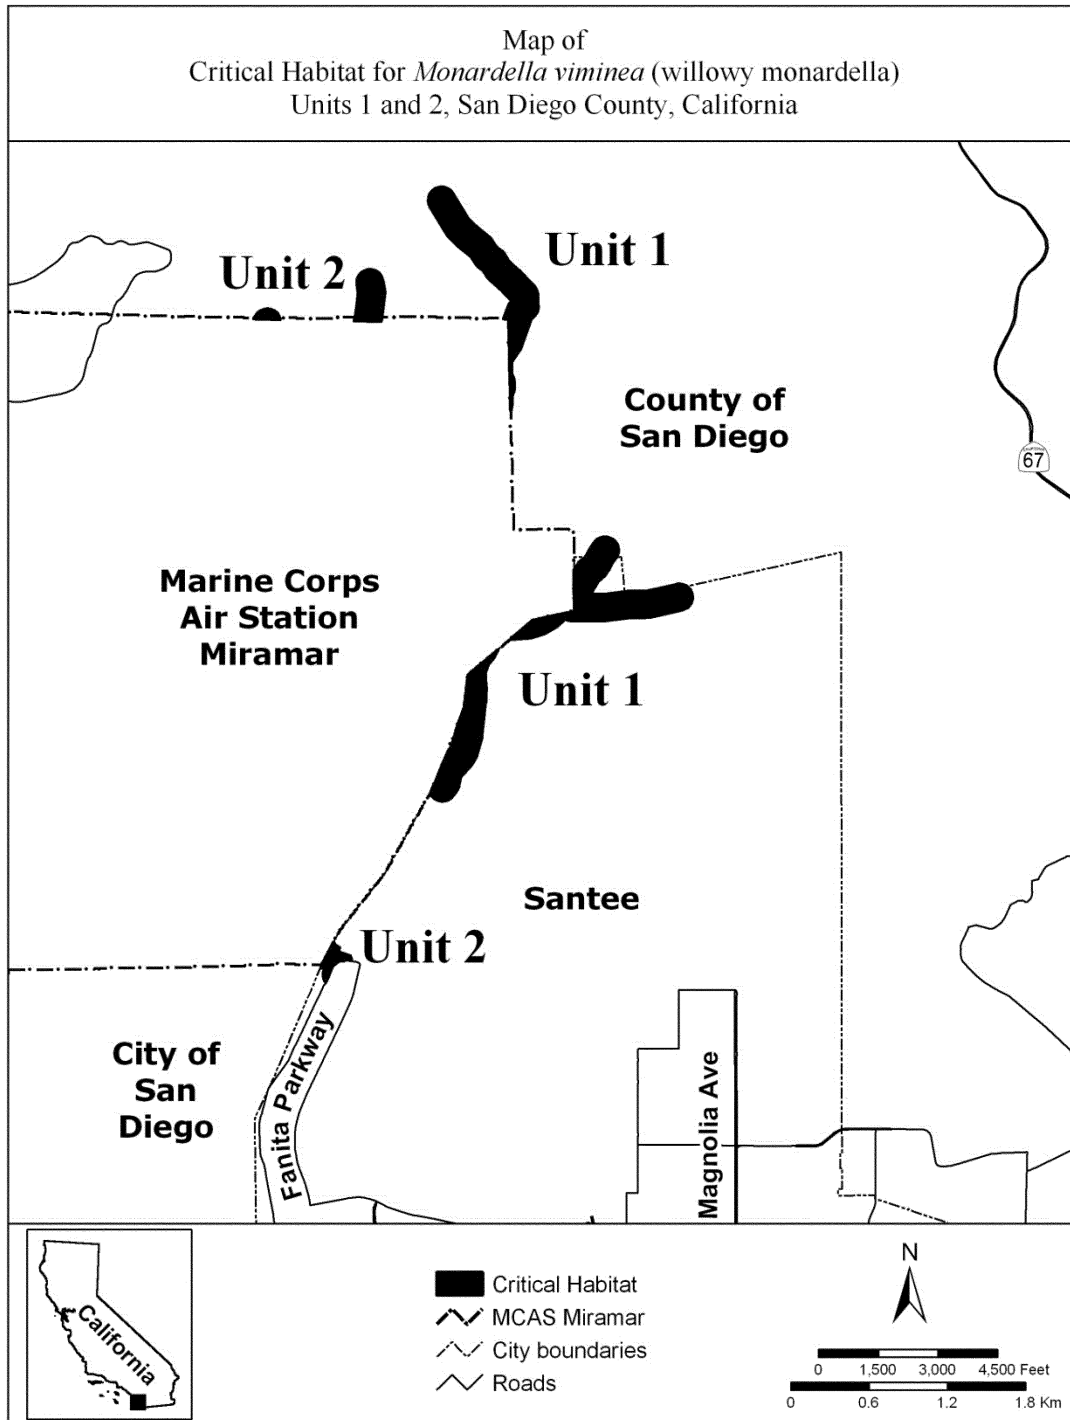 Map of
Critical Habitat for Monardella viminea (willowy monardella)
Units 1 and 2, San Diego County, California
Unit 1
Unit 2
County of
San Diego
67
Marine Corps
Air Station
Miramar
Unit 1
Santee
Unit 2
City of
San
Diego
Fanita Parkway
Magnolia Ave
California
Critical Habitat
MCAS Miramar
City boundaries
Roads
N
0 1,500 3,000 4,500 Feet
0 0.6 1.2 1.8 Km